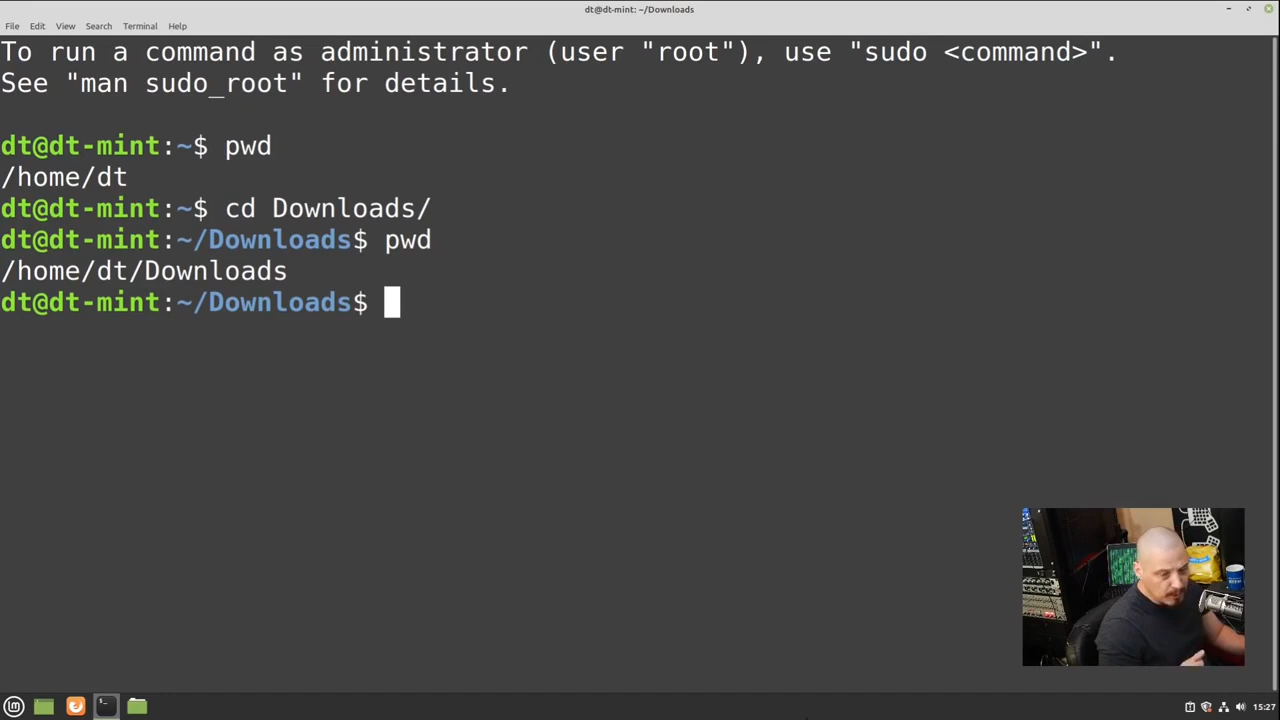 dt@dt-mint: ~/Downloads
File Edit View Search Terminal Help
To run a command as administrator (user "root"), use "sudo <command>".
See "man sudo_root" for details.
dt@dt-mint:~$ pwd
/home/dt
dt@dt-mint:~$ cd Downloads/
dt@dt-mint:~/Downloads$ pwd
/home/dt/Downloads
dt@dt-mint:~/Downloads$
15:27